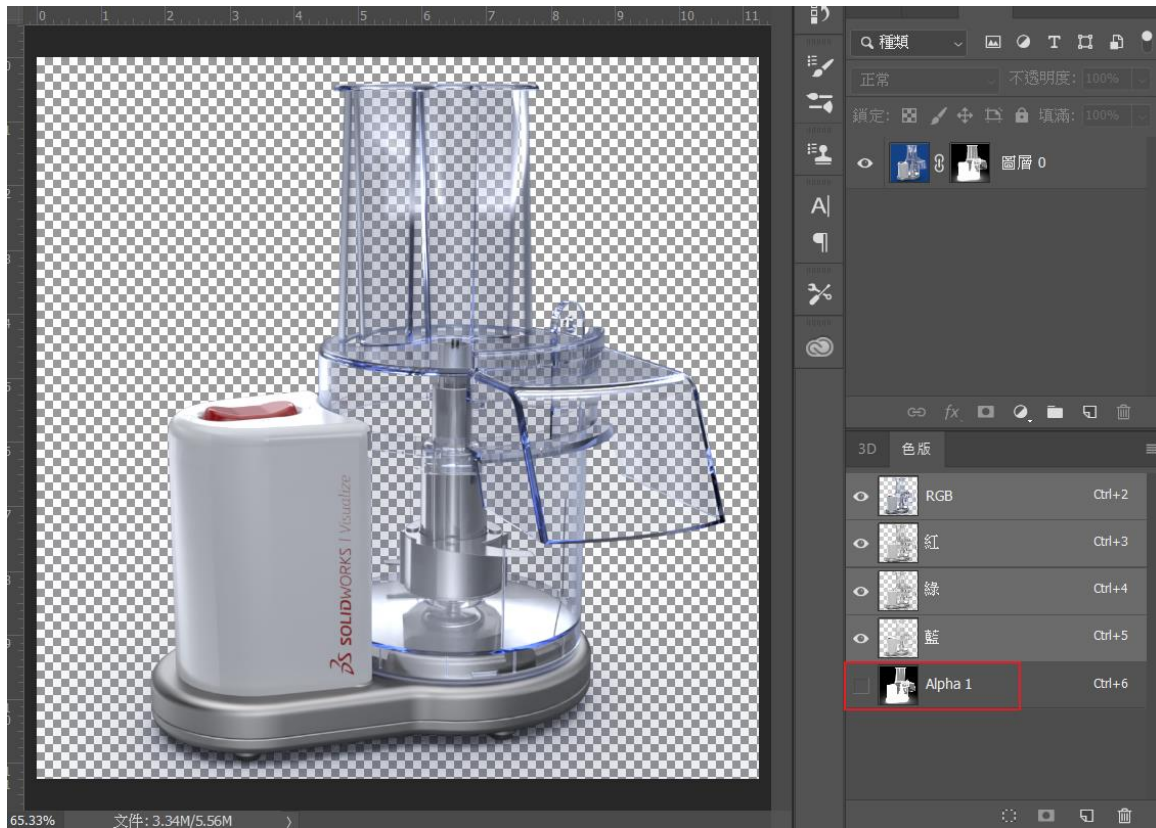 0 1 2 3 4 5 6 7 8 9 10 11
種類
正常 不透明度: 100%
鎖定: 填滿: 100%
圖層 0
fx
3D 色版
RGB Ctrl+2
紅 Ctrl+3
綠 Ctrl+4
藍 Ctrl+5
Alpha 1 Ctrl+6
SOLIDWORKS | Visualize
65.33% 文件: 3.34M/5.56M